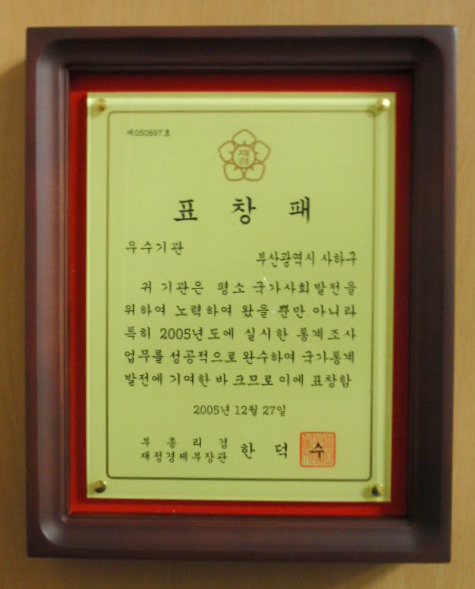 제050897호
재정
경제
표창패
우수기관
부산광역시 사하구
귀 기관은 평소 국가사회발전을
위하여 노력하여 왔을 뿐만 아니라
특히 2005년도에 실시한 통계조사
업무를 성공적으로 완수하여 국가통계
발전에 기여한 바 크므로 이에 표창함
2005년 12월 27일
부총리겸
재정경제부장관 한덕수